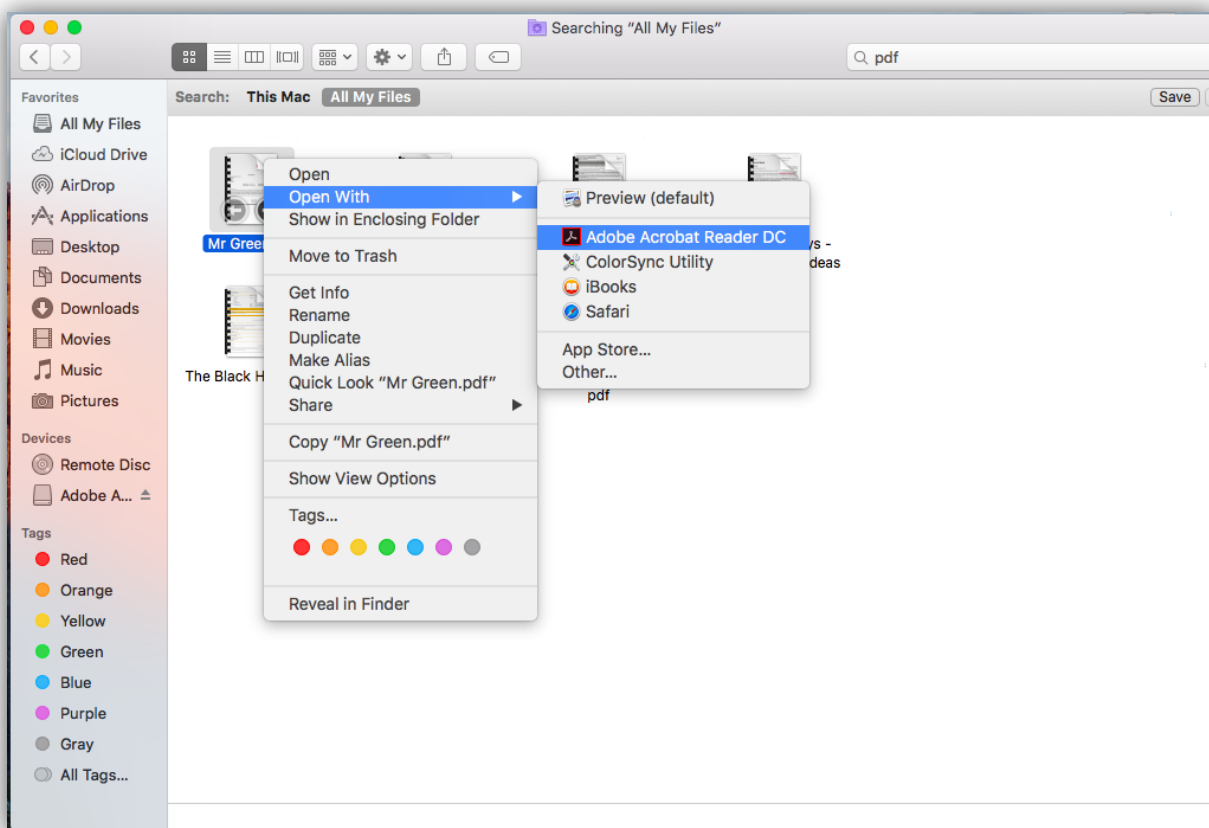 Searching “All My Files”
pdf
Search: This Mac All My Files Save
Favorites
All My Files
iCloud Drive
AirDrop
Applications
Desktop
Documents
Downloads
Movies
Music
Pictures
Devices
Remote Disc
Adobe A...
Tags
Red
Orange
Yellow
Green
Blue
Purple
Gray
All Tags...
Mr Gree
The Black H
pdf
Open
Open With
Show in Enclosing Folder
Move to Trash
Get Info
Rename
Duplicate
Make Alias
Quick Look “Mr Green.pdf”
Share
Copy “Mr Green.pdf”
Show View Options
Tags...
Reveal in Finder
Preview (default)
Adobe Acrobat Reader DC
ColorSync Utility
iBooks
Safari
App Store...
Other...